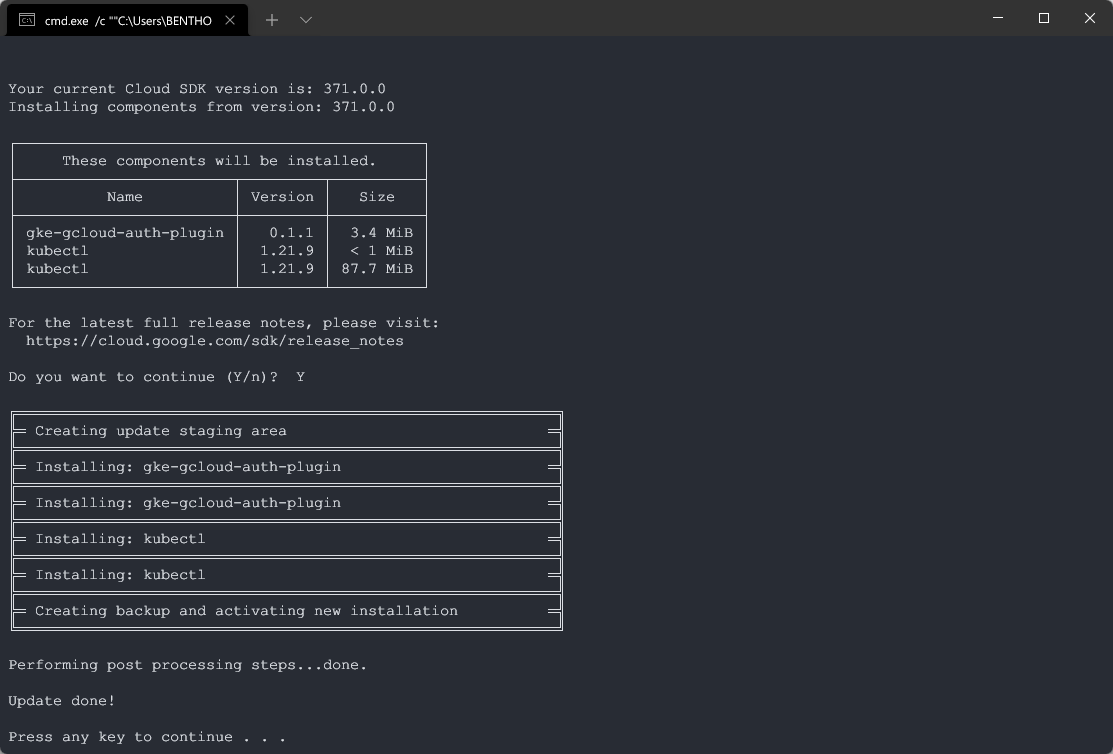 cmd.exe /c ""C:\Users\BENTHO
Your current Cloud SDK version is: 371.0.0
Installing components from version: 371.0.0
These components will be installed.
Name Version Size
gke-gcloud-auth-plugin 0.1.1 3.4 MiB
kubectl 1.21.9 < 1 MiB
kubectl 1.21.9 87.7 MiB
For the latest full release notes, please visit:
https://cloud.google.com/sdk/release_notes
Do you want to continue (Y/n)? Y
Creating update staging area
Installing: gke-gcloud-auth-plugin
Installing: gke-gcloud-auth-plugin
Installing: kubectl
Installing: kubectl
Creating backup and activating new installation
Performing post processing steps...done.
Update done!
Press any key to continue . . .